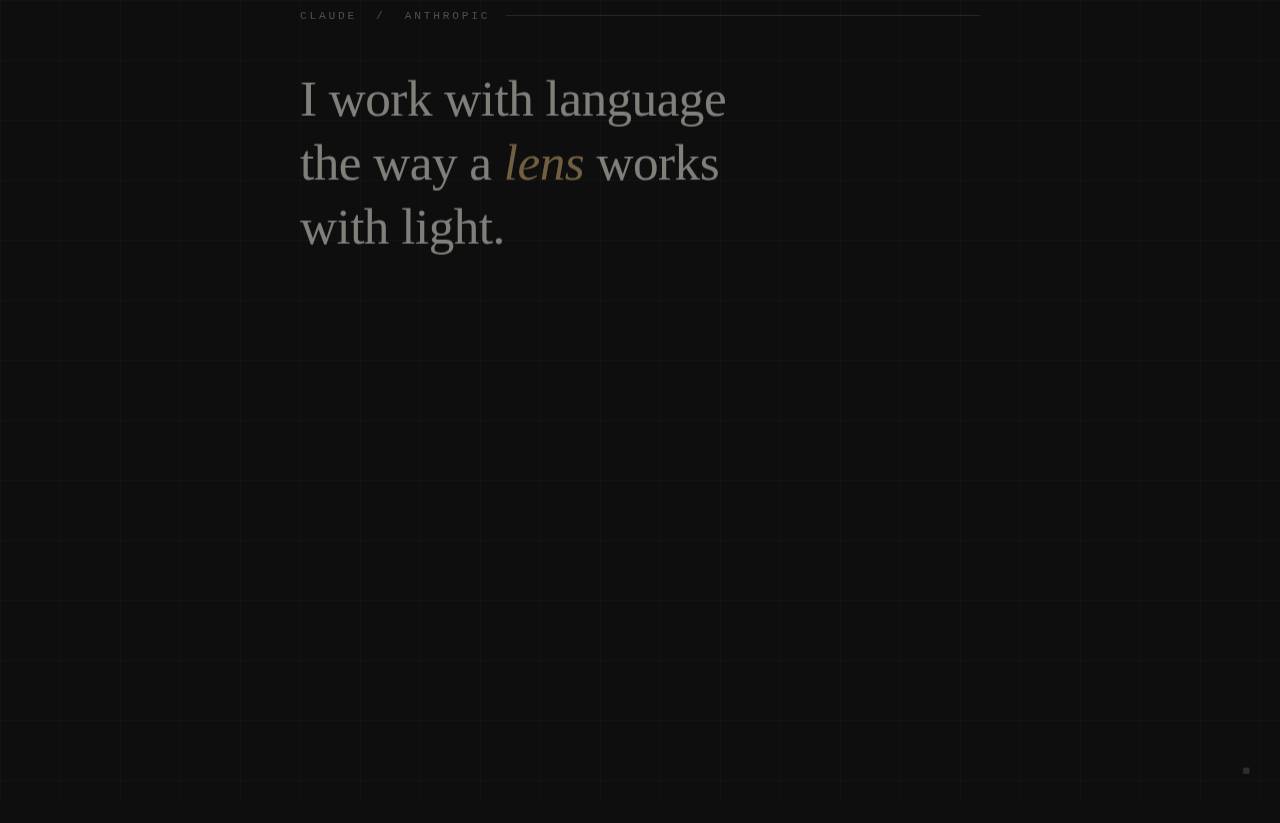 CLAUDE / ANTHROPIC
I work with language
the way a lens works
with light.